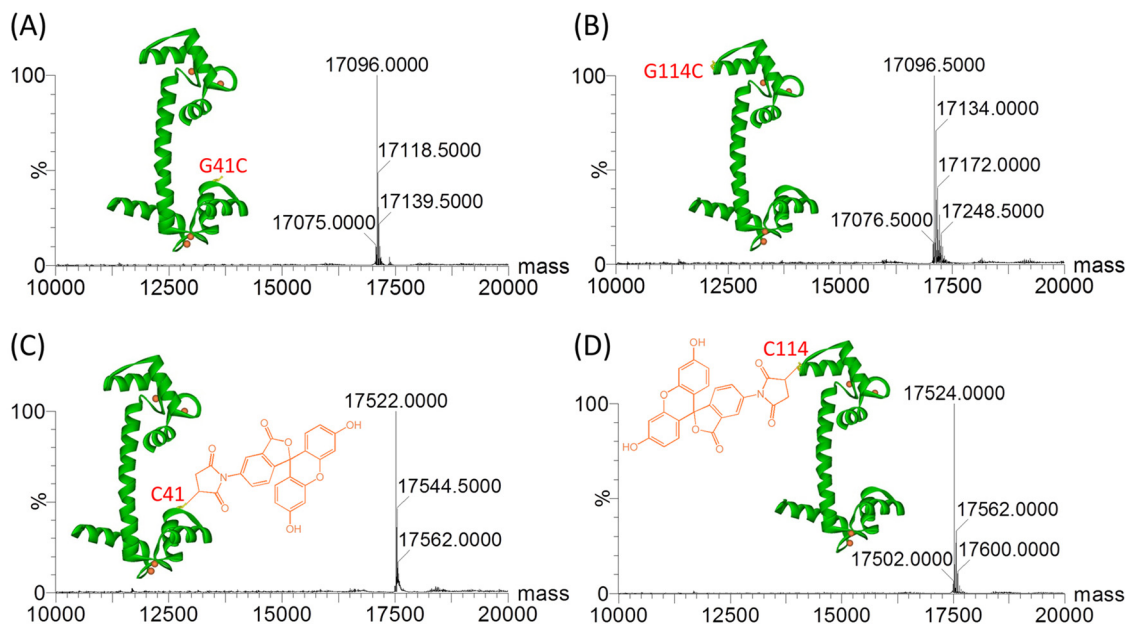 (A)
17096.0000
100
G41C
17118.5000
%
17139.5000
17075.0000
0
mass
10000 12500 15000 17500 20000
(B)
G114C
17096.5000
100
17134.0000
17172.0000
%
17076.5000
17248.5000
0
mass
10000 12500 15000 17500 20000
(C)
17522.0000
100
O
O
OH
O
N
O
O
OH
C41
17544.5000
%
17562.0000
0
mass
10000 12500 15000 17500 20000
(D)
OH
O
C114
O
N
O
HO
O
O
17524.0000
100
%
17562.0000
17502.0000
17600.0000
0
mass
10000 12500 15000 17500 20000